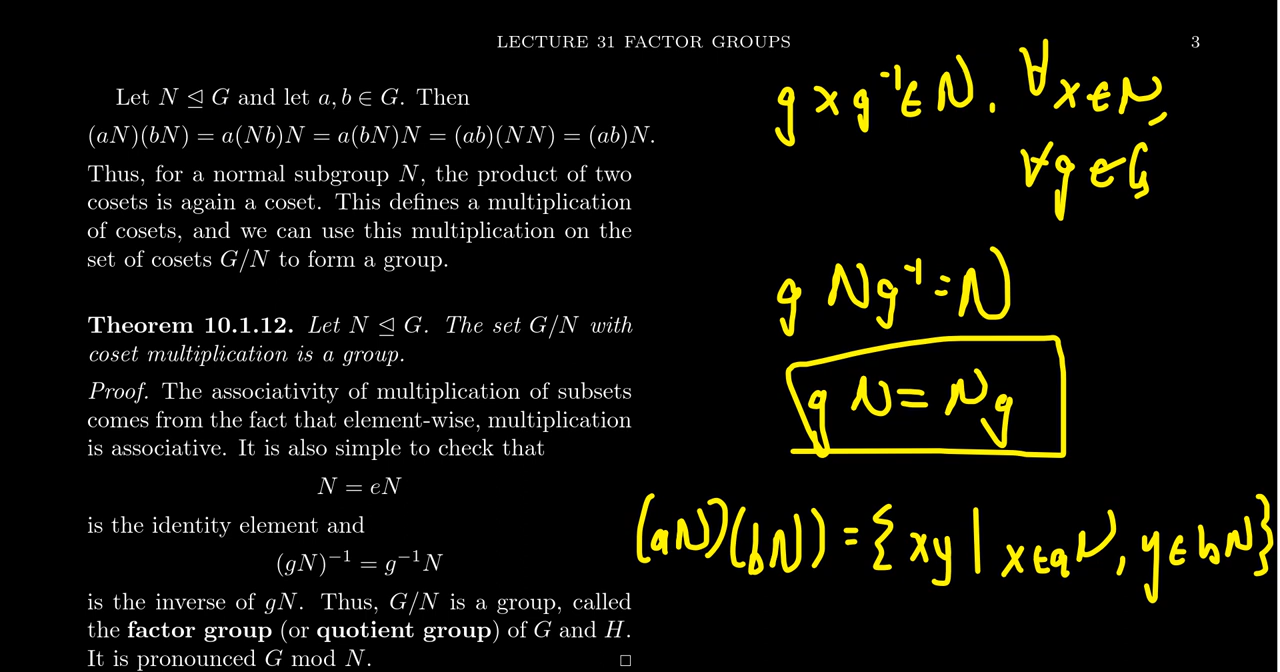 LECTURE 31 FACTOR GROUPS 3
Let N ⊴ G and let a, b ∈ G. Then
(aN)(bN) = a(Nb)N = a(bN)N = (ab)(NN) = (ab)N.
Thus, for a normal subgroup N, the product of two
cosets is again a coset. This defines a multiplication
of cosets, and we can use this multiplication on the
set of cosets G/N to form a group.
Theorem 10.1.12. Let N ⊴ G. The set G/N with
coset multiplication is a group.
Proof. The associativity of multiplication of subsets
comes from the fact that element-wise, multiplication
is associative. It is also simple to check that
N = eN
is the identity element and
(gN)⁻¹ = g⁻¹N
is the inverse of gN. Thus, G/N is a group, called
the factor group (or quotient group) of G and H.
It is pronounced G mod N. □
g x g⁻¹ ∈ N. ∀ x ∈ N,
∀ g ∈ G
g N g⁻¹ = N
g N = N g
(aN)(bN) = { xy | x ∈ aN, y ∈ bN }